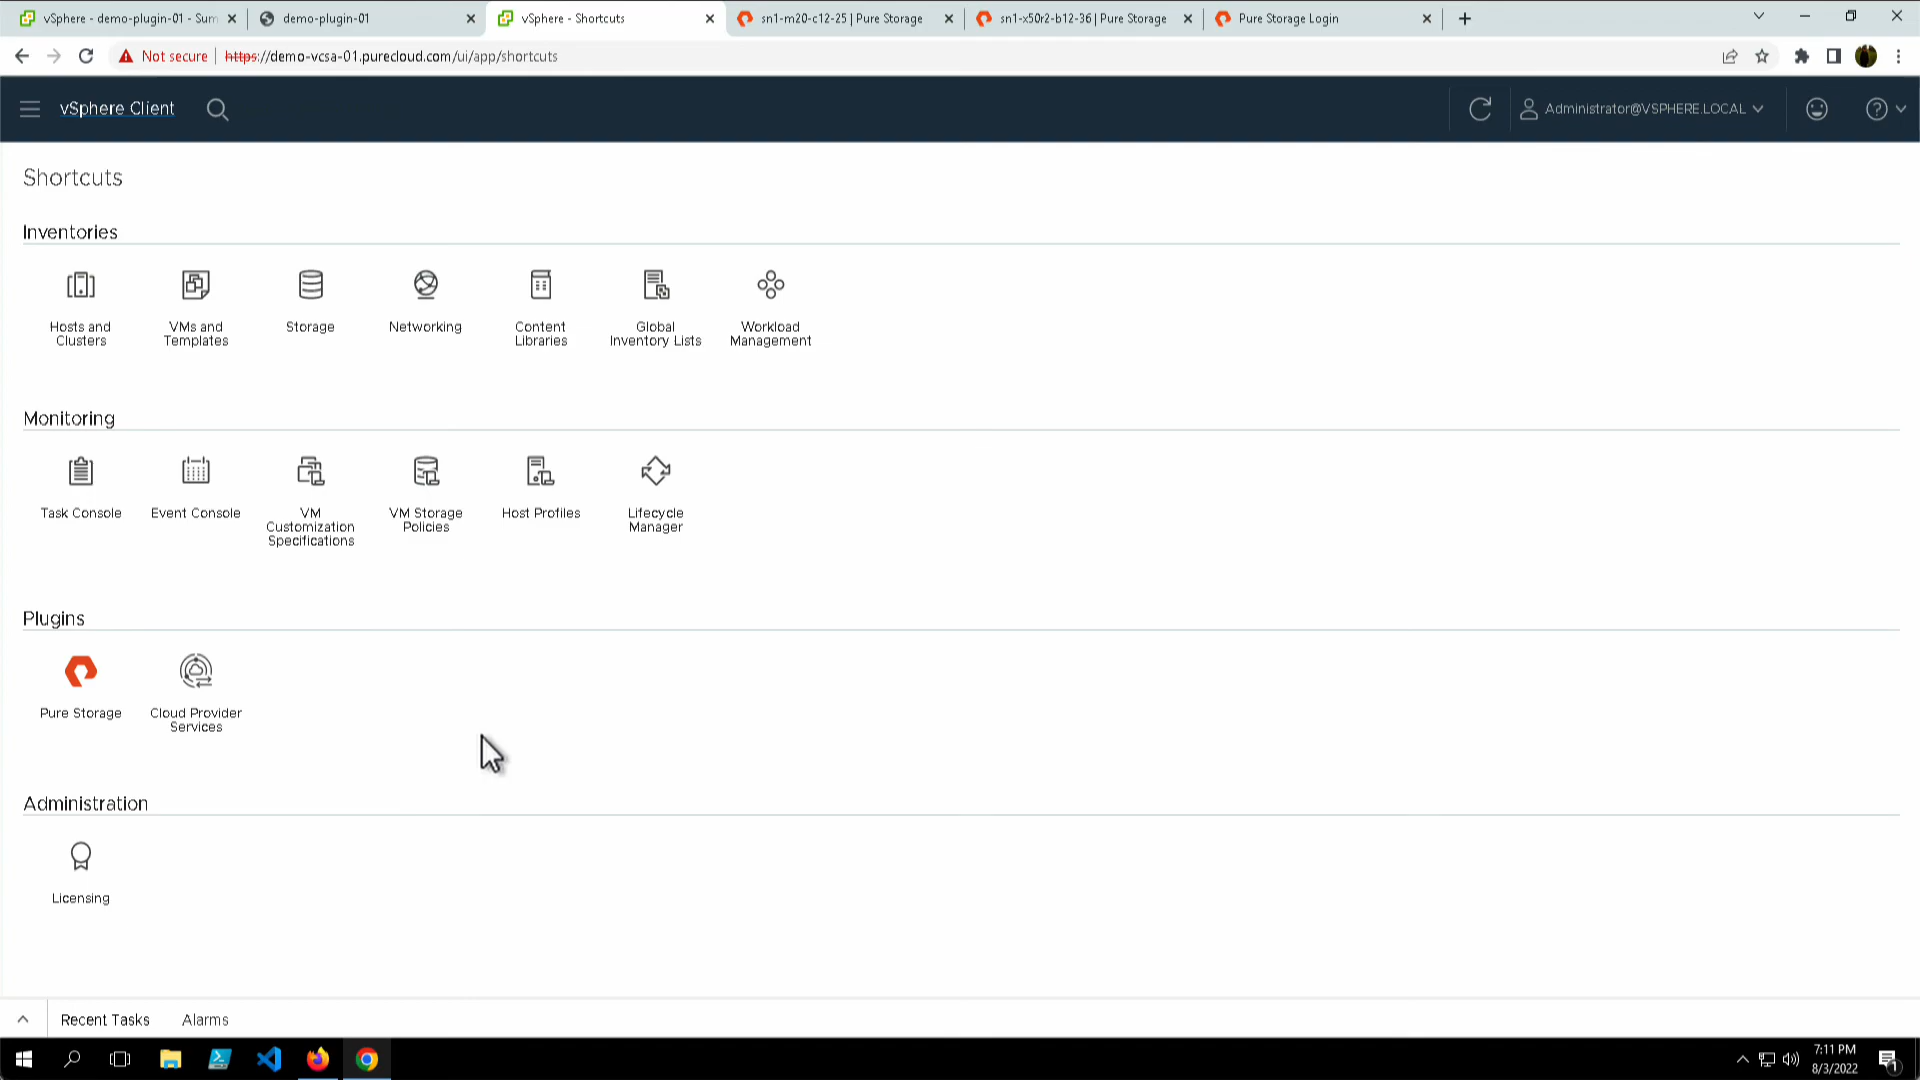 vSphere - demo-plugin-01 - Sum
demo-plugin-01
vSphere - Shortcuts
sn1-m20-c12-25 | Pure Storage
sn1-x50r2-b12-36 | Pure Storage
Pure Storage Login
Not secure
https://demo-vcsa-01.purecloud.com/ui/app/shortcuts
vSphere Client
Administrator@VSPHERE.LOCAL
Shortcuts
Inventories
Hosts and
Clusters
VMs and
Templates
Storage
Networking
Content
Libraries
Global
Inventory Lists
Workload
Management
Monitoring
Task Console
Event Console
VM
Customization
Specifications
VM Storage
Policies
Host Profiles
Lifecycle
Manager
Plugins
Pure Storage
Cloud Provider
Services
Administration
Licensing
Recent Tasks
Alarms
7:11 PM
8/3/2022
1